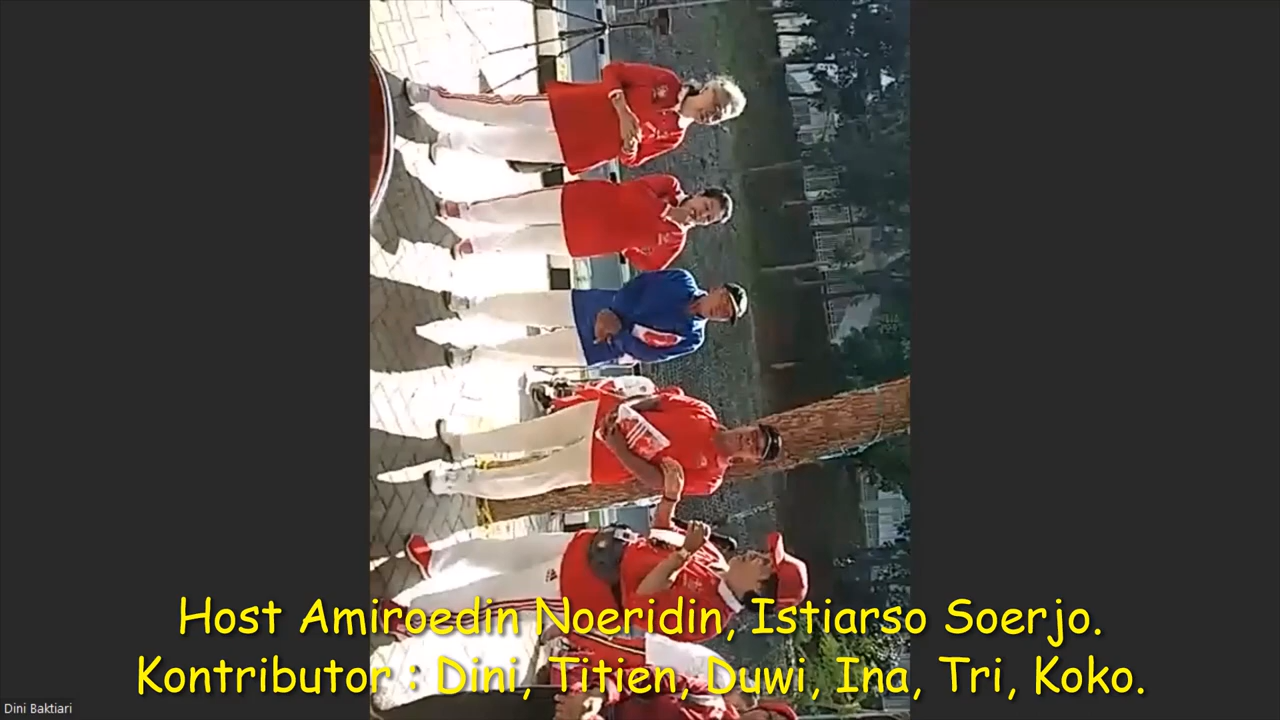 Host Amiroedin Noeridin, Istiarso Soerjo.
Kontributor : Dini, Titien, Duwi, Ina, Tri, Koko.
Dini Baktiari